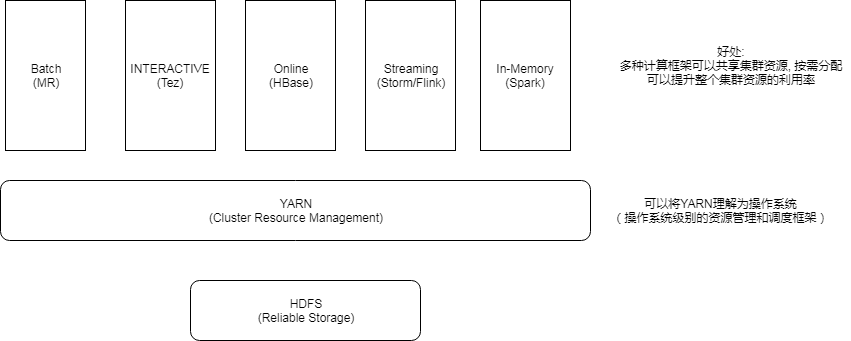 Batch
(MR)
INTERACTIVE
(Tez)
Online
(HBase)
Streaming
(Storm/Flink)
In-Memory
(Spark)
好处:
多种计算框架可以共享集群资源, 按需分配
可以提升整个集群资源的利用率
YARN
(Cluster Resource Management)
可以将YARN理解为操作系统
（操作系统级别的资源管理和调度框架）
HDFS
(Reliable Storage)